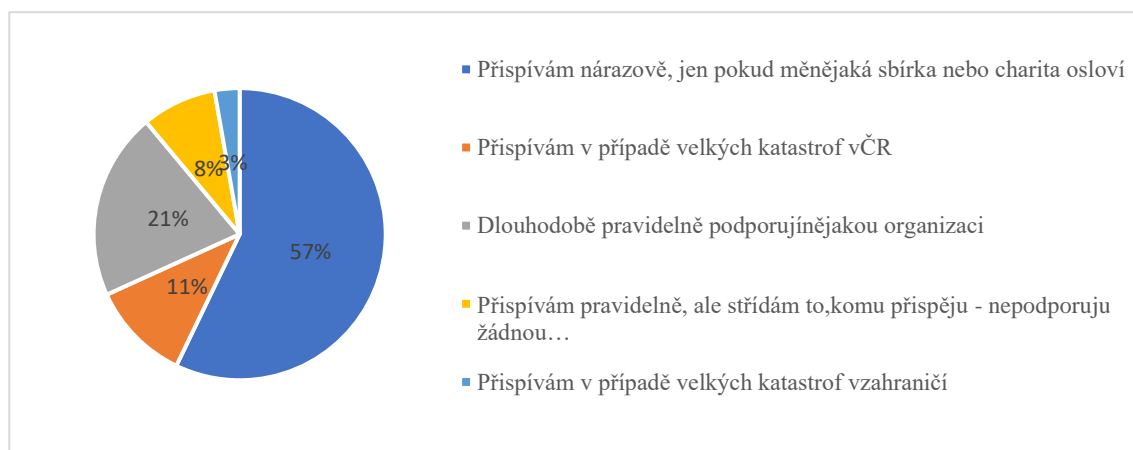 Přispívám nárazově, jen pokud měnějaká sbírka nebo charita osloví
Přispívám v případě velkých katastrof vČR
Dlouhodobě pravidelně podporujínějakou organizaci
Přispívám pravidelně, ale střídám to,komu přispěju - nepodporuju
žádnou…
Přispívám v případě velkých katastrof vzahraničí
8%
3%
21%
57%
11%